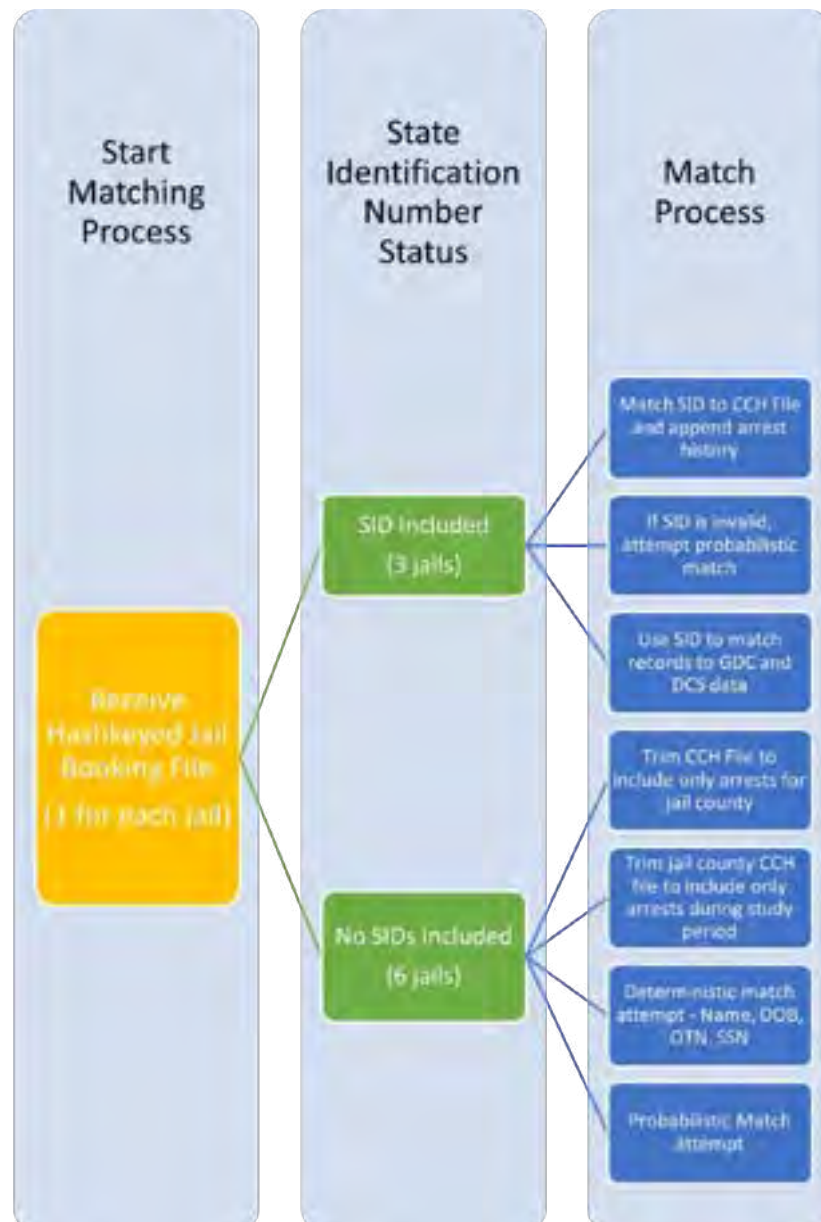 Start
Matching
Process
State
Identification
Number
Status
Match
Process
Receive
Hashkeyed Jail
Booking File
(1 for each jail)
SID Included
(3 jails)
No SIDs Included
(6 jails)
Match SID to CCH File
and append arrest
history
If SID is invalid,
attempt probabilistic
match
Use SID to match
records to GDC and
DCS data
Trim CCH File to
include only arrests for
jail county
Trim jail county CCH
file to include only
arrests during study
period
Deterministic match
attempt - Name, DOB,
OTN, SSN
Probabilistic Match
attempt